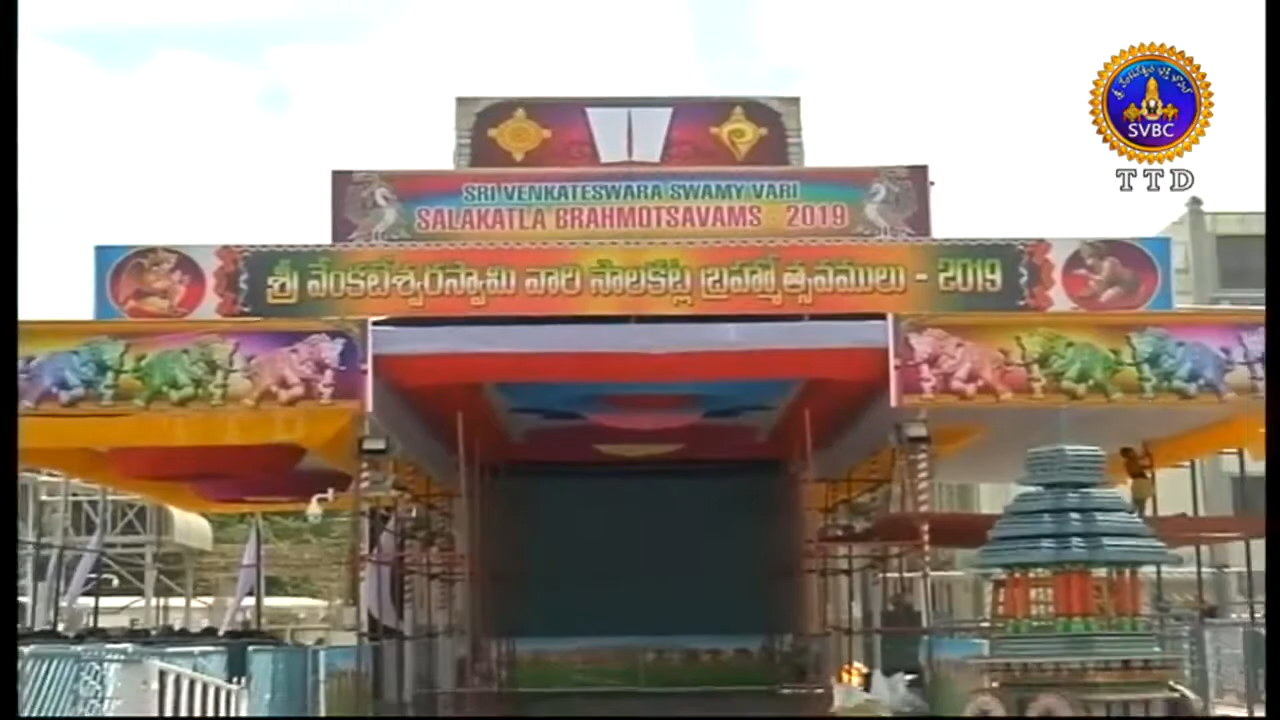 SRI VENKATESWARA SWAMY VARI
SALAKATLA BRAHMOTSAVAMS - 2019
శ్రీ వేంకటేశ్వరస్వామి వారి సాలకట్ల బ్రహ్మోత్సవములు - 2019
SVBC
TTD